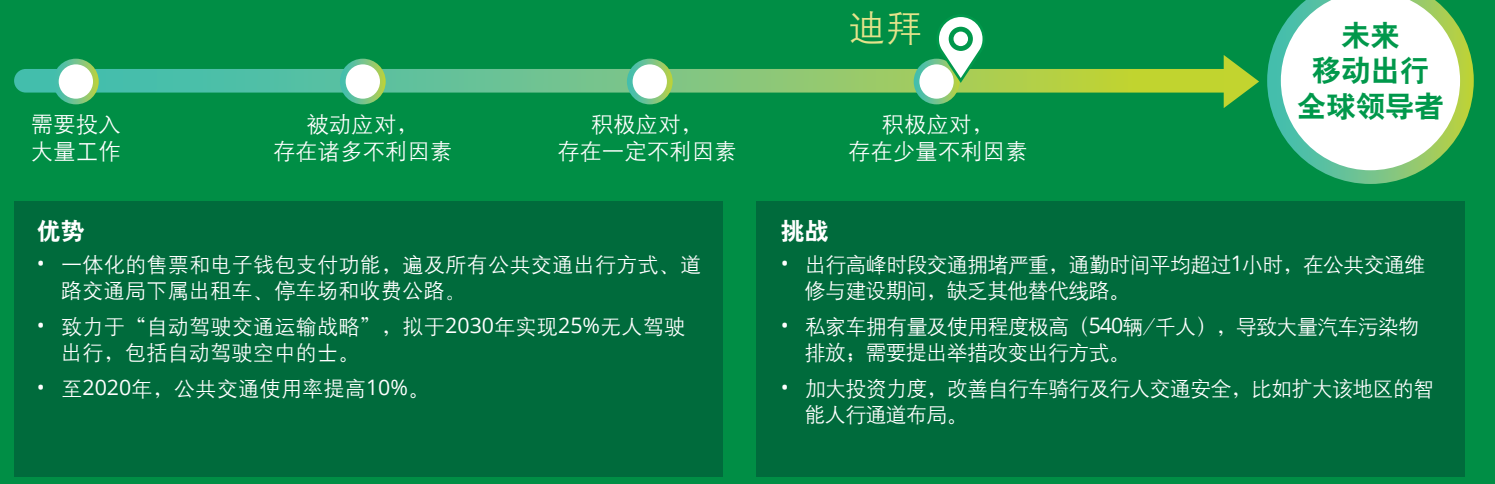 迪拜
未来
移动出行
全球领导者
需要投入
大量工作
被动应对，
存在诸多不利因素
积极应对，
存在一定不利因素
积极应对，
存在少量不利因素
优势
• 一体化的售票和电子钱包支付功能，遍及所有公共交通出行方式、道
路交通局下属出租车、停车场和收费公路。
• 致力于“自动驾驶交通运输战略”，拟于2030年实现25%无人驾驶
出行，包括自动驾驶空中的士。
• 至2020年，公共交通使用率提高10%。
挑战
• 出行高峰时段交通拥堵严重，通勤时间平均超过1小时，在公共交通维
修与建设期间，缺乏其他替代线路。
• 私家车拥有量及使用程度极高（540辆/千人），导致大量汽车污染物
排放；需要提出举措改变出行方式。
• 加大投资力度，改善自行车骑行及行人交通安全，比如扩大该地区的智
能人行通道布局。